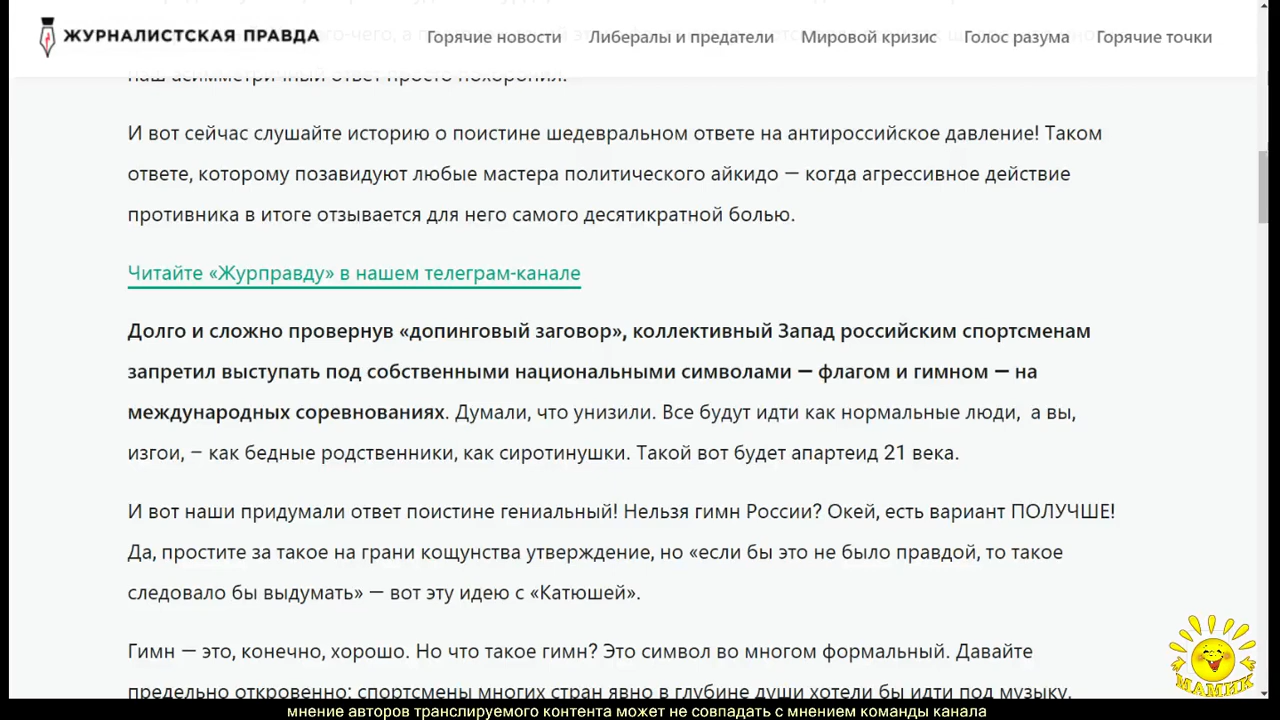 ЖУРНАЛИСТСКАЯ ПРАВДА
Горячие новости Либералы и предатели Мировой кризис Голос разума Горячие точки
наш асимметричный ответ просто похоронил.
И вот сейчас слушайте историю о поистине шедевральном ответе на антироссийское давление! Таком
ответе, которому позавидуют любые мастера политического айкидо — когда агрессивное действие
противника в итоге отзывается для него самого десятикратной болью.
Читайте «Журправду» в нашем телеграм-канале
Долго и сложно провернув «допинговый заговор», коллективный Запад российским спортсменам
запретил выступать под собственными национальными символами — флагом и гимном — на
международных соревнованиях. Думали, что унизили. Все будут идти как нормальные люди, а вы,
изгои, – как бедные родственники, как сиротинушки. Такой вот будет апартеид 21 века.
И вот наши придумали ответ поистине гениальный! Нельзя гимн России? Окей, есть вариант ПОЛУЧШЕ!
Да, простите за такое на грани кощунства утверждение, но «если бы это не было правдой, то такое
следовало бы выдумать» — вот эту идею с «Катюшей».
Гимн — это, конечно, хорошо. Но что такое гимн? Это символ во многом формальный. Давайте
предельно откровенно: спортсмены многих стран явно в глубине души хотели бы идти под музыку,
МАМИК
мнение авторов транслируемого контента может не совпадать с мнением команды канала